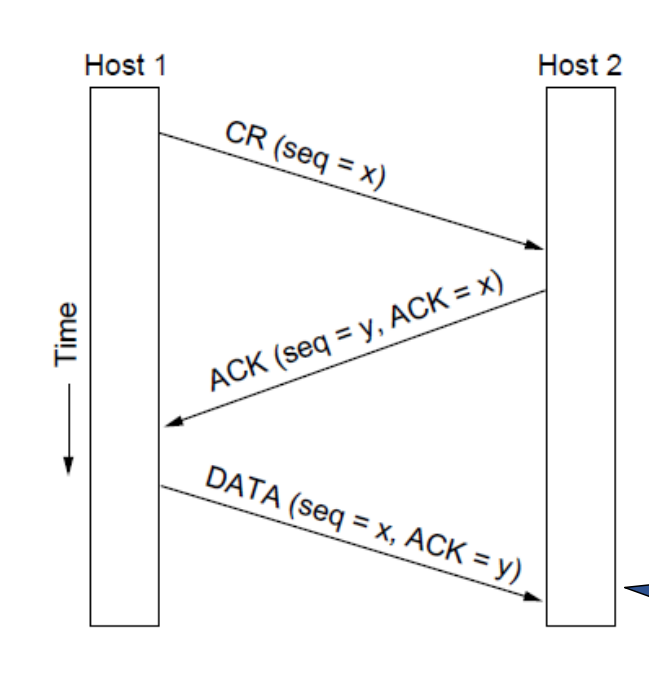 Host 1
Host 2
CR (seq = x)
ACK (seq = y, ACK = x)
Time
DATA (seq = x, ACK = y)